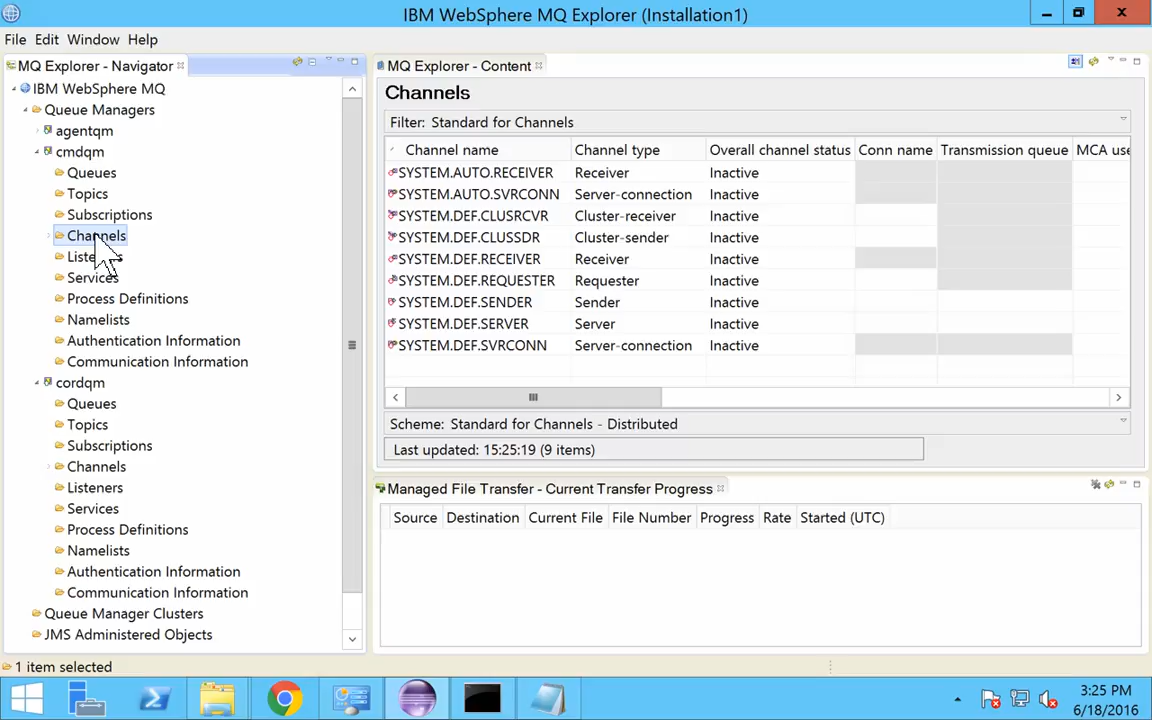 IBM WebSphere MQ Explorer (Installation1)
File Edit Window Help
MQ Explorer - Navigator
IBM WebSphere MQ
Queue Managers
agentqm
cmdqm
Queues
Topics
Subscriptions
Channels
Services
Process Definitions
Namelists
Authentication Information
Communication Information
cordqm
Queues
Topics
Subscriptions
Channels
Listeners
Services
Process Definitions
Namelists
Authentication Information
Communication Information
Queue Manager Clusters
JMS Administered Objects
1 item selected
MQ Explorer - Content
Channels
Filter: Standard for Channels
Channel name Channel type Overall channel status Conn name Transmission queue MCA use
SYSTEM.AUTO.RECEIVER Receiver Inactive
SYSTEM.AUTO.SVRCONN Server-connection Inactive
SYSTEM.DEF.CLUSRCVR Cluster-receiver Inactive
SYSTEM.DEF.CLUSSDR Cluster-sender Inactive
SYSTEM.DEF.RECEIVER Receiver Inactive
SYSTEM.DEF.REQUESTER Requester Inactive
SYSTEM.DEF.SENDER Sender Inactive
SYSTEM.DEF.SERVER Server Inactive
SYSTEM.DEF.SVRCONN Server-connection Inactive
Scheme: Standard for Channels - Distributed
Last updated: 15:25:19 (9 items)
Managed File Transfer - Current Transfer Progress
Source Destination Current File File Number Progress Rate Started (UTC)
3:25 PM
6/18/2016